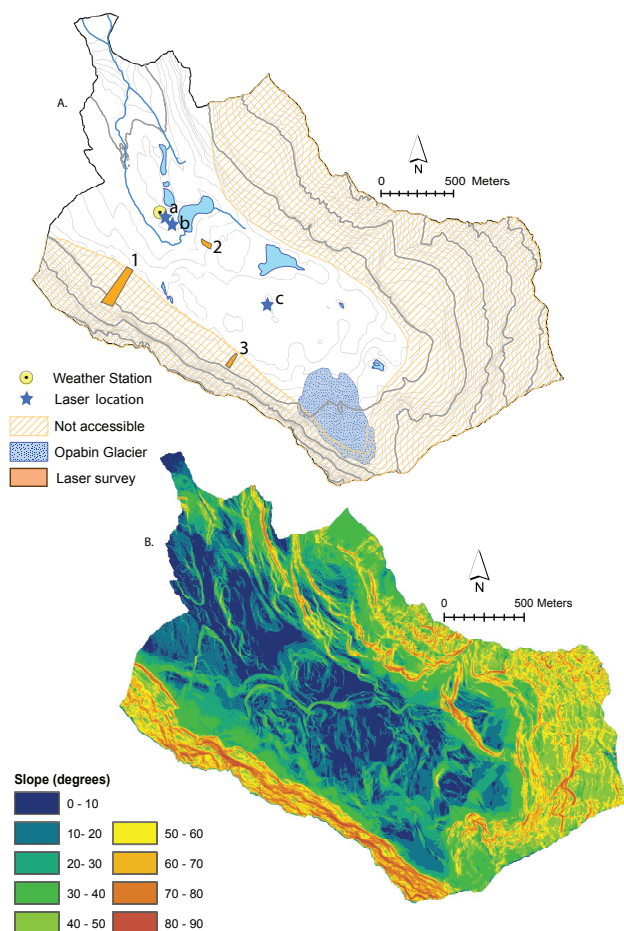 A.
N
0 500 Meters
a
b
2
1
c
3
Weather Station
Laser location
Not accessible
Opabin Glacier
Laser survey
B.
N
0 500 Meters
Slope (degrees)
0 - 10
10- 20
20- 30
30 - 40
40 - 50
50 - 60
60 - 70
70 - 80
80 - 90